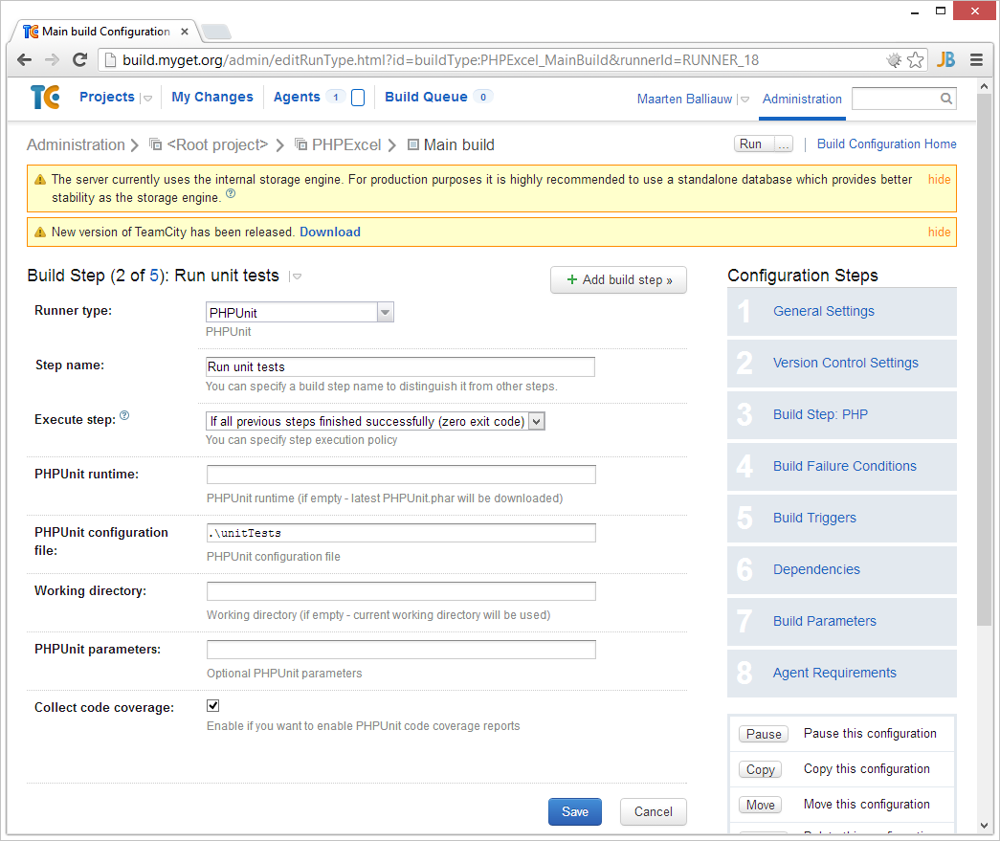 TC Main build Configuration ×
build.myget.org/admin/editRunType.html?id=buildType:PHPExcel_MainBuild&runnerId=RUNNER_18
JB
TC Projects My Changes Agents 1 Build Queue 0 Maarten Balliauw Administration
Administration <Root project> PHPExcel Main build Run ... | Build Configuration Home
The server currently uses the internal storage engine. For production purposes it is highly recommended to use a standalone database which provides better hide
stability as the storage engine. ?
New version of TeamCity has been released. Download hide
Build Step (2 of 5): Run unit tests
+ Add build step »
Runner type: PHPUnit
PHPUnit
Step name: Run unit tests
You can specify a build step name to distinguish it from other steps.
Execute step: ? If all previous steps finished successfully (zero exit code)
You can specify step execution policy
PHPUnit runtime:
PHPUnit runtime (if empty - latest PHPUnit.phar will be downloaded)
PHPUnit configuration .\unitTests
file:
PHPUnit configuration file
Working directory:
Working directory (if empty - current working directory will be used)
PHPUnit parameters:
Optional PHPUnit parameters
Collect code coverage:
Enable if you want to enable PHPUnit code coverage reports
Save Cancel
Configuration Steps
1 General Settings
2 Version Control Settings
3 Build Step: PHP
4 Build Failure Conditions
5 Build Triggers
6 Dependencies
7 Build Parameters
8 Agent Requirements
Pause Pause this configuration
Copy Copy this configuration
Move Move this configuration